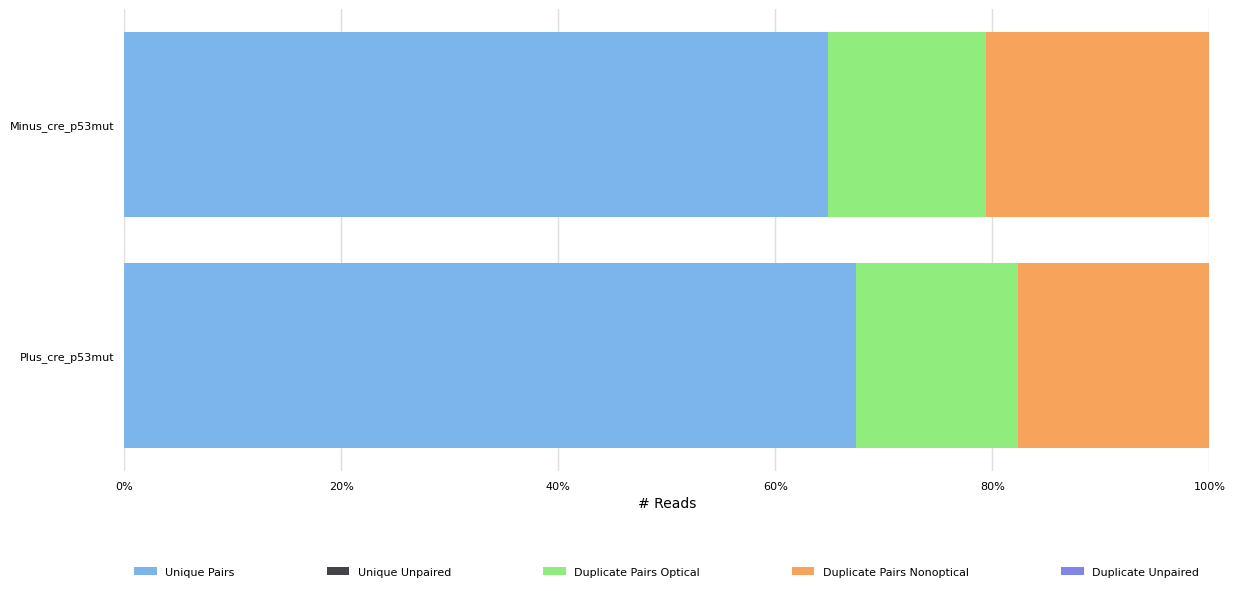 Minus_cre_p53mut
Plus_cre_p53mut
0% 20% 40% 60% 80% 100%
# Reads
Unique Pairs Unique Unpaired Duplicate Pairs Optical Duplicate Pairs Nonoptical Duplicate Unpaired